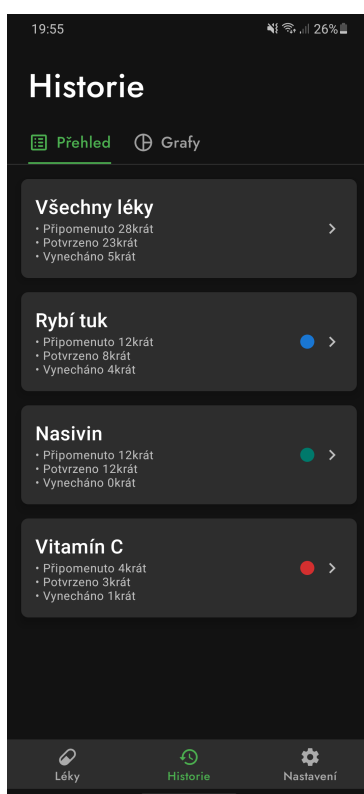 19:55
26%
Historie
Přehled
Grafy
Všechny léky
• Připomenuto 28krát
• Potvrzeno 23krát
• Vynecháno 5krát
Rybí tuk
• Připomenuto 12krát
• Potvrzeno 8krát
• Vynecháno 4krát
Nasivin
• Připomenuto 12krát
• Potvrzeno 12krát
• Vynecháno 0krát
Vitamín C
• Připomenuto 4krát
• Potvrzeno 3krát
• Vynecháno 1krát
Léky
Historie
Nastavení